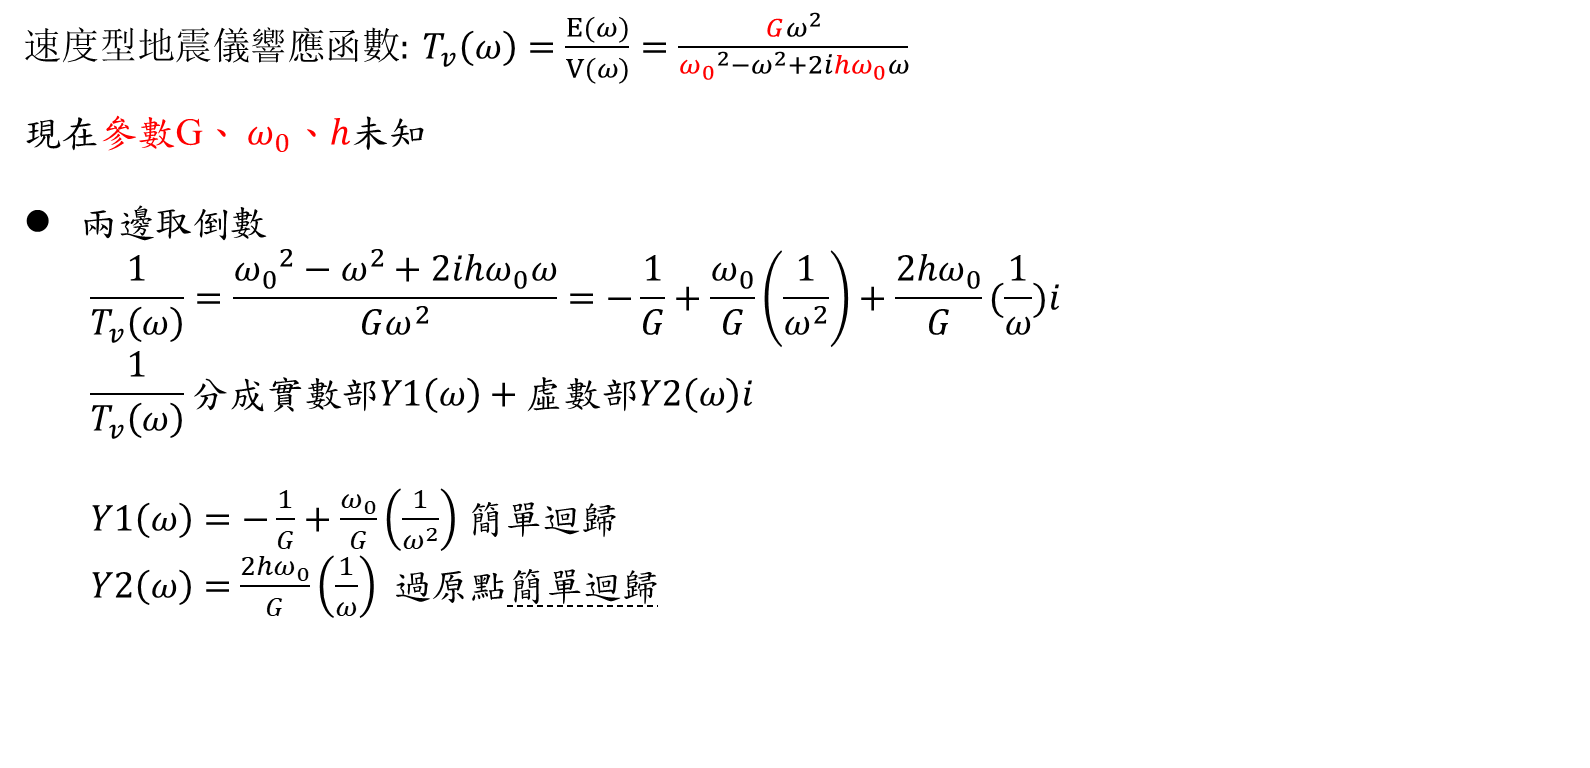 速度型地震儀響應函數: Tᵥ(ω) = E(ω)/V(ω) = Gω²/(ω₀²−ω²+2ihω₀ω)
現在參數G、ω₀、h未知
● 兩邊取倒數
1/Tᵥ(ω) = (ω₀² − ω² + 2ihω₀ω)/(Gω²) = −1/G + ω₀/G (1/ω²) + 2hω₀/G (1/ω)i
1/Tᵥ(ω) 分成實數部Y1(ω) + 虛數部Y2(ω)i
Y1(ω) = −1/G + ω₀/G (1/ω²) 簡單迴歸
Y2(ω) = 2hω₀/G (1/ω) 過原點簡單迴歸